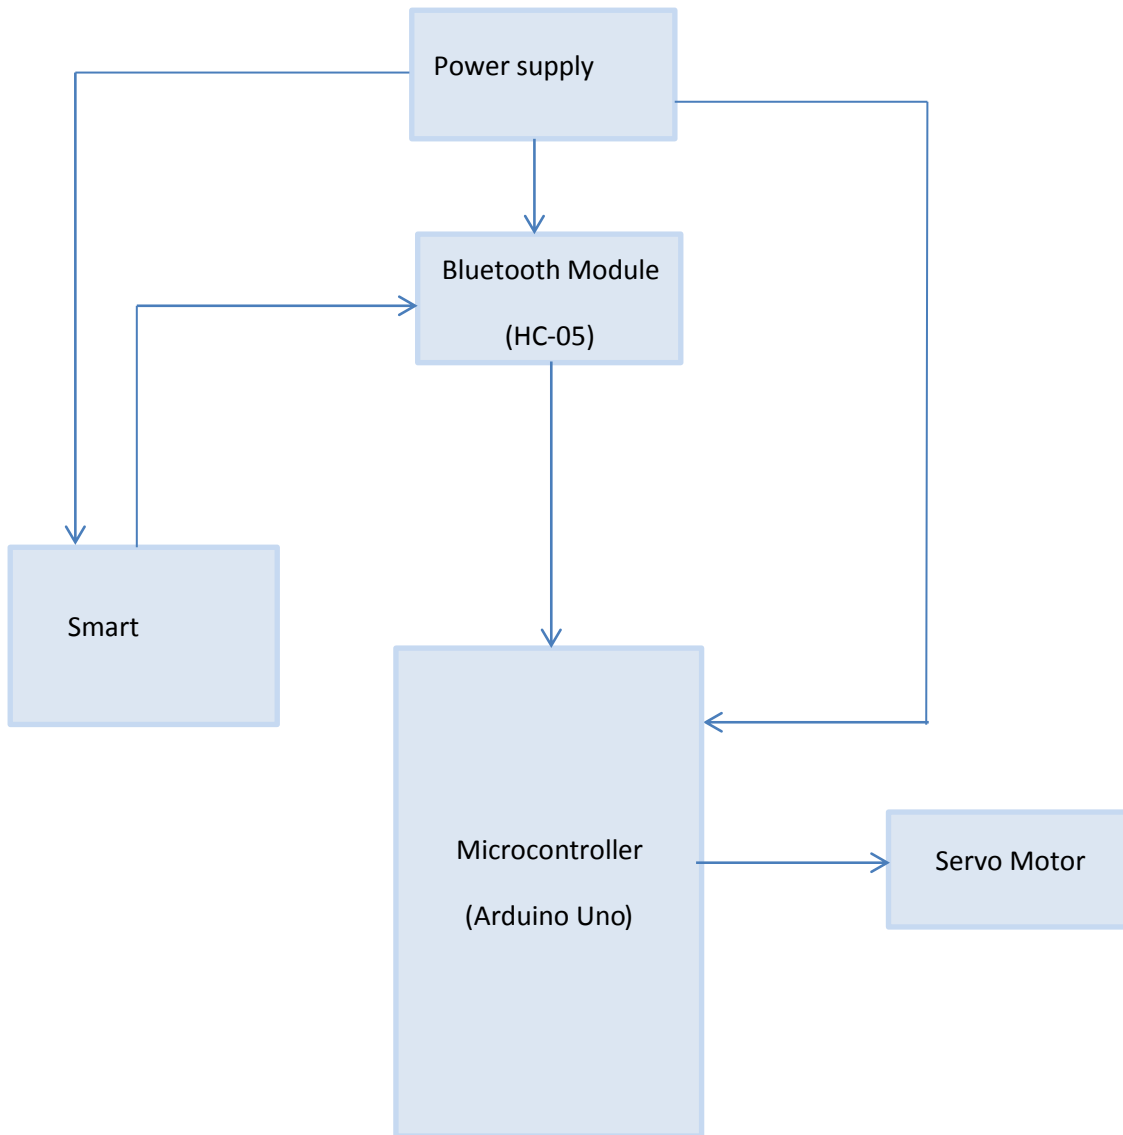 Power supply
Bluetooth Module
(HC-05)
Smart
Microcontroller
(Arduino Uno)
Servo Motor